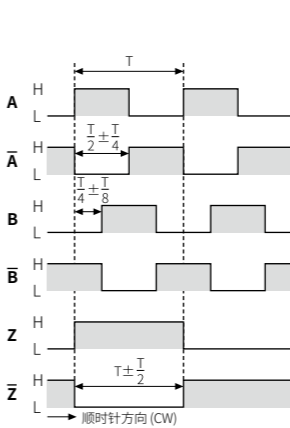 T
A H
L
T/2 ± T/4
A̅ H
L
T/4 ± T/8
B H
L
B̅ H
L
Z H
L
T ± T/2
Z̅ H
L
顺时针方向 (CW)